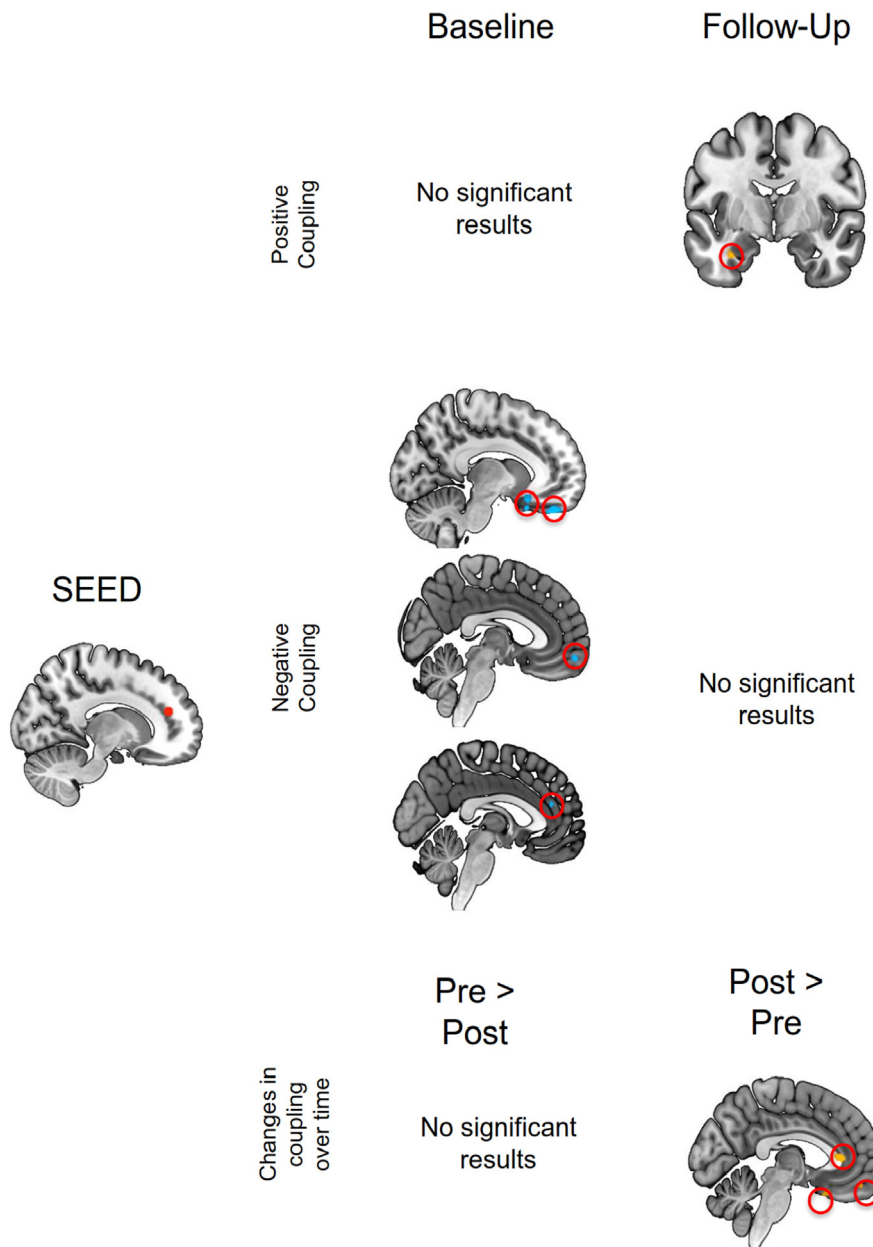 Baseline
Follow-Up
Positive
Coupling
No significant
results
SEED
Negative
Coupling
No significant
results
Pre >
Post
Post >
Pre
Changes in
coupling
over time
No significant
results